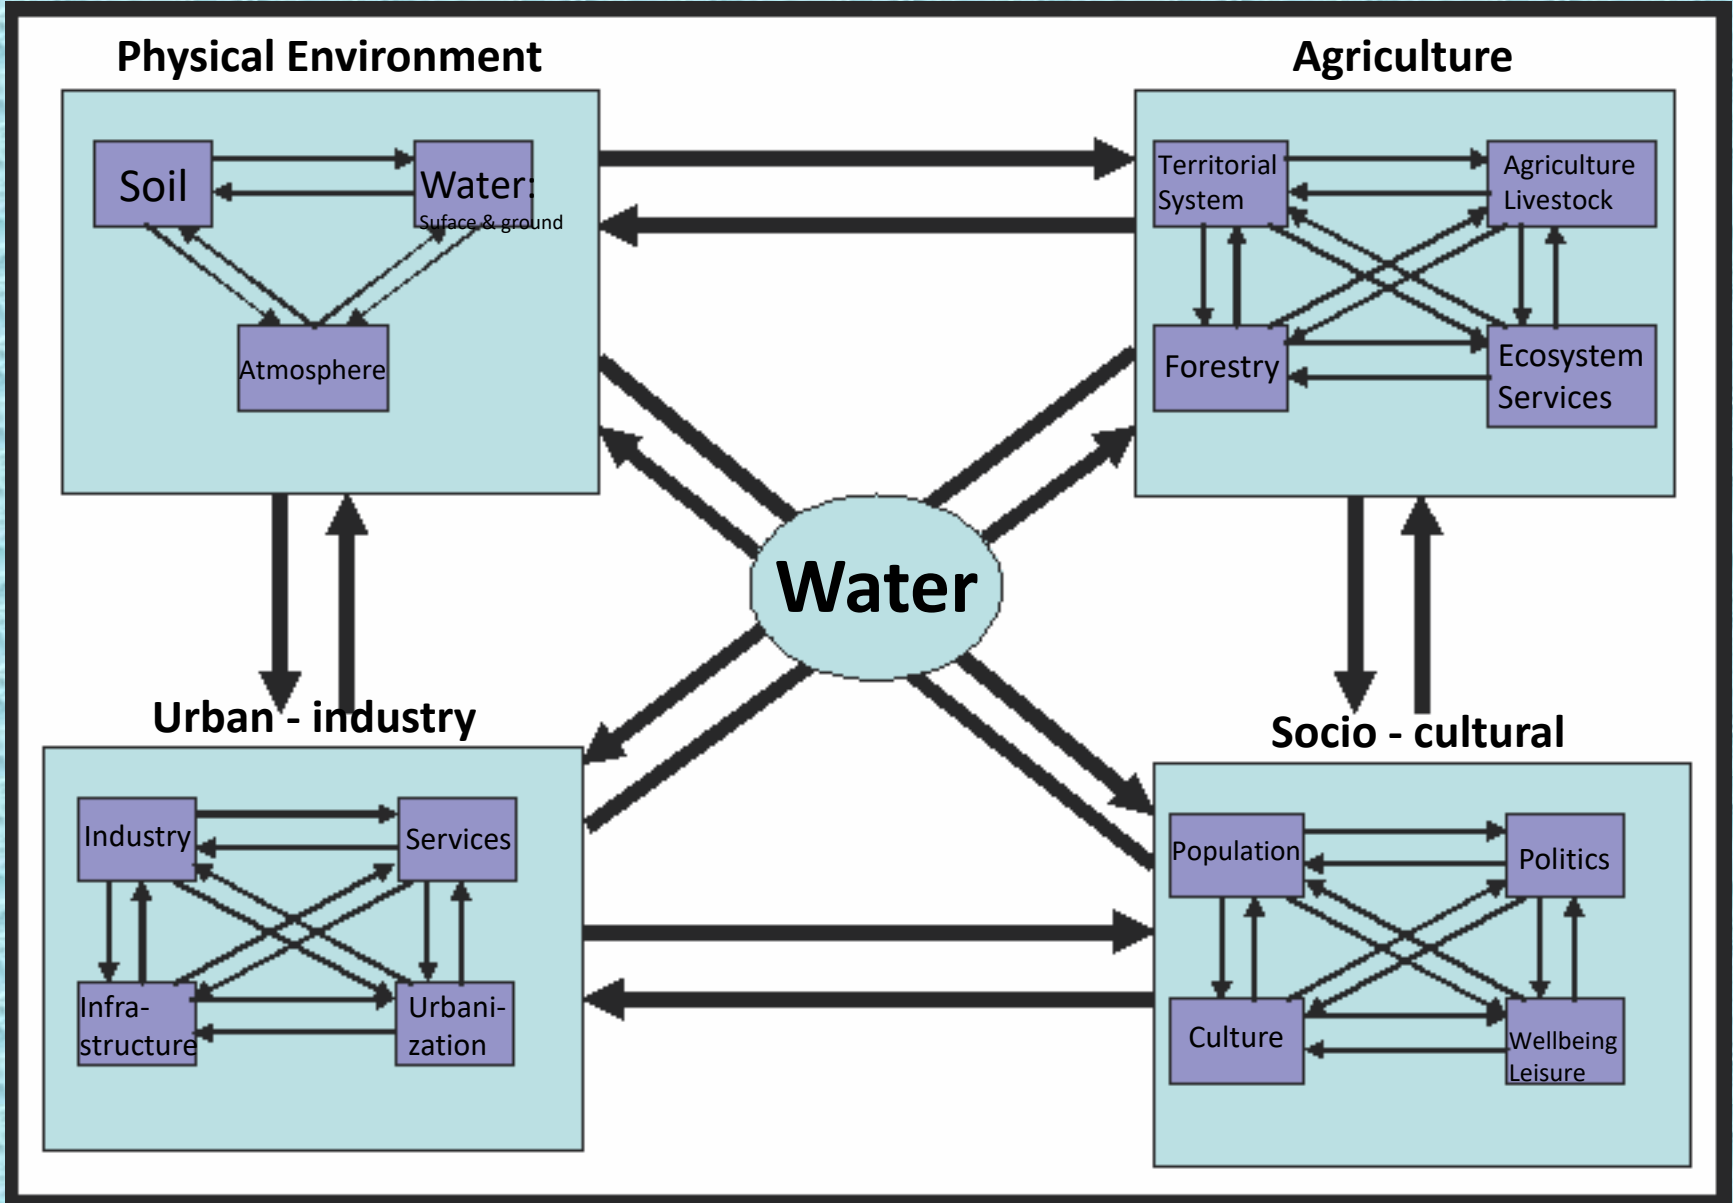 Physical Environment
Agriculture
Soil
Water:
Suface & ground
Atmosphere
Territorial
System
Agriculture
Livestock
Forestry
Ecosystem
Services
Water
Urban - industry
Socio - cultural
Industry
Services
Infra-
structure
Urbani-
zation
Population
Politics
Culture
Wellbeing
Leisure